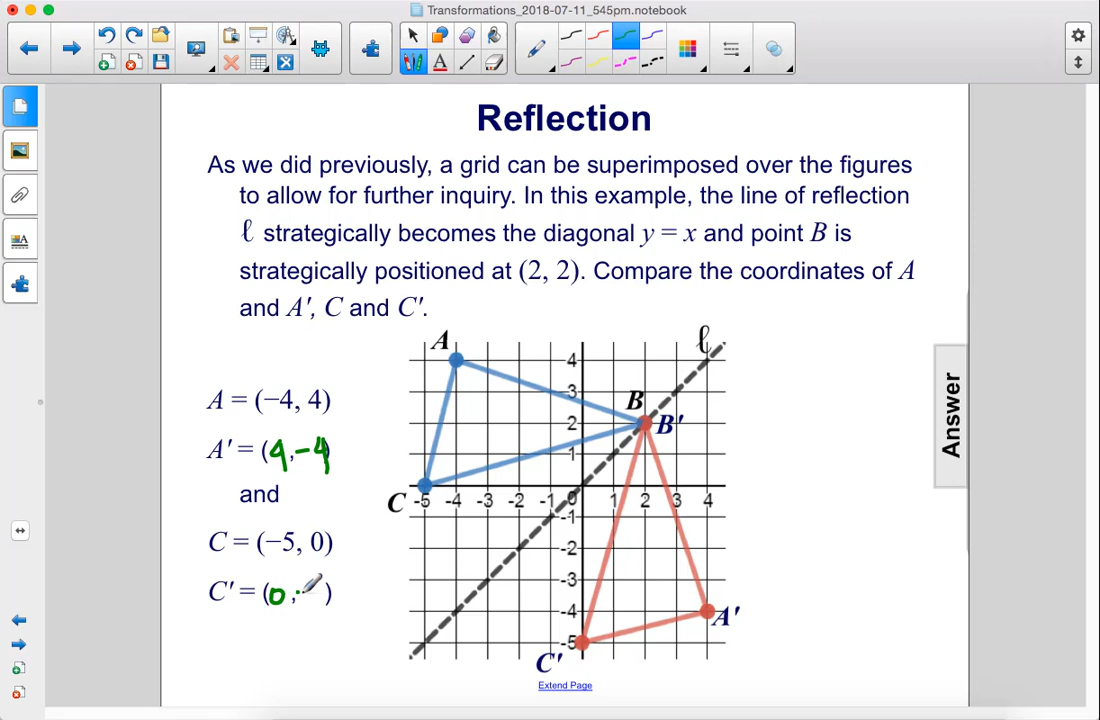 Transformations_2018-07-11_545pm.notebook
Reflection
As we did previously, a grid can be superimposed over the figures
to allow for further inquiry. In this example, the line of reflection
ℓ strategically becomes the diagonal y = x and point B is
strategically positioned at (2, 2). Compare the coordinates of A
and A′, C and C′.
A = (−4, 4)
A′ = (4,−4)
and
C = (−5, 0)
C′ = (0,-)
A
ℓ
B
B′
C
A′
C′
4
3
2
1
-5 -4 -3 -2 -1 0 1 2 3 4
-1
-2
-3
-4
-5
Answer
Extend Page